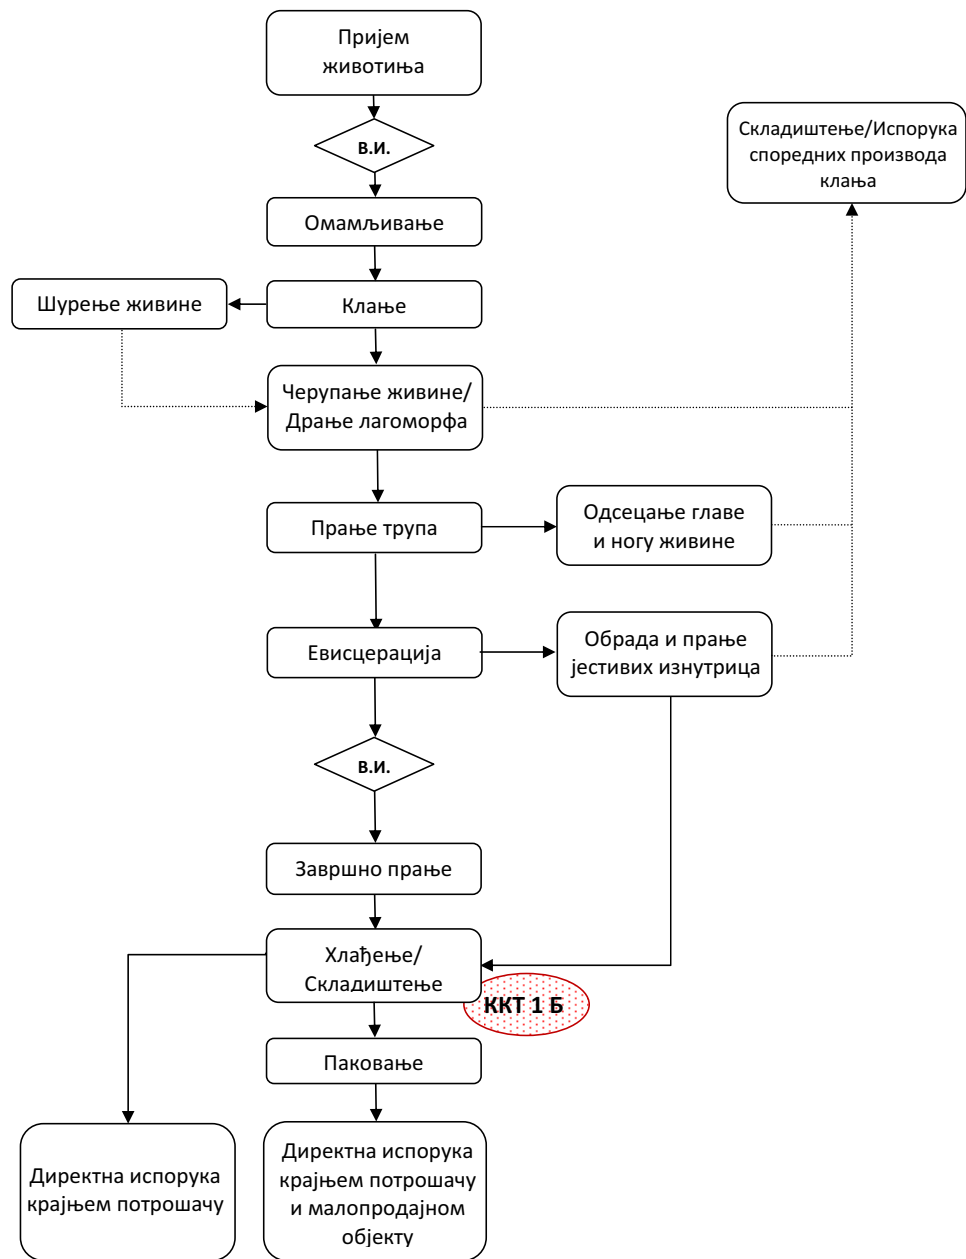 Пријем
животиња
в.и.
Складиштење/Испорука
споредних производа
клања
Омамљивање
Шурење живине
Клање
Черупање живине/
Драње лагоморфа
Прање трупа
Одсецање главе
и ногу живине
Евисцерација
Обрада и прање
јестивих изнутрица
в.и.
Завршно прање
Хлађење/
Складиштење
ККТ 1 Б
Паковање
Директна испорука
крајњем потрошачу
Директна испорука
крајњем потрошачу
и малопродајном
објекту